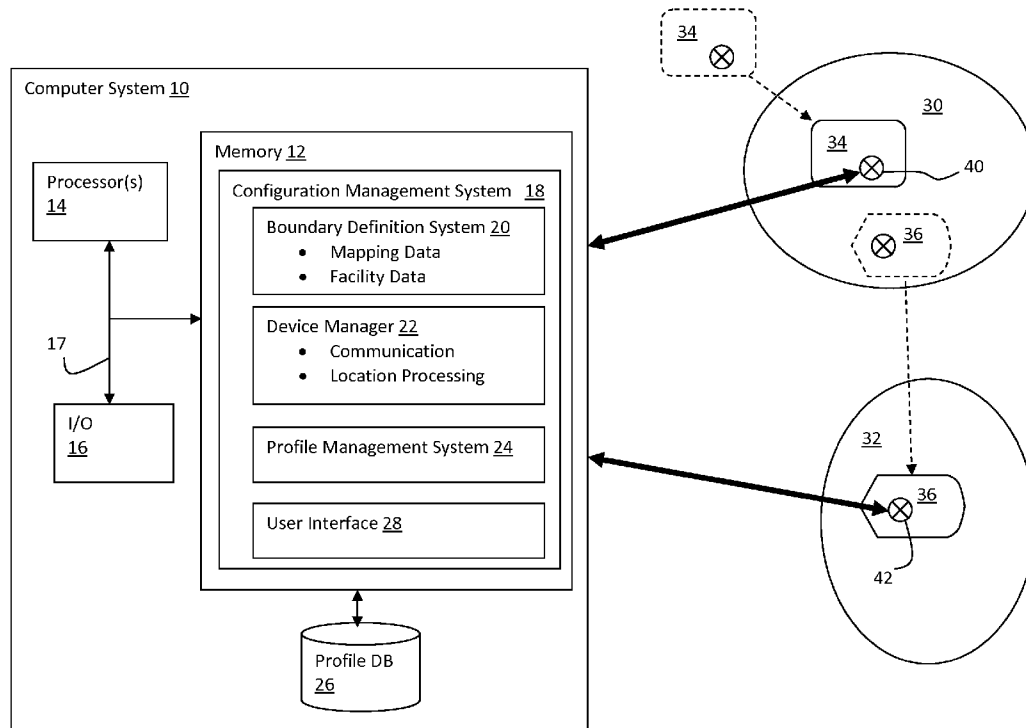 Computer System 10
Processor(s)
14
17
I/O
16
Memory 12
Configuration Management System 18
Boundary Definition System 20
• Mapping Data
• Facility Data
Device Manager 22
• Communication
• Location Processing
Profile Management System 24
User Interface 28
Profile DB
26
34
30
34
40
36
32
36
42